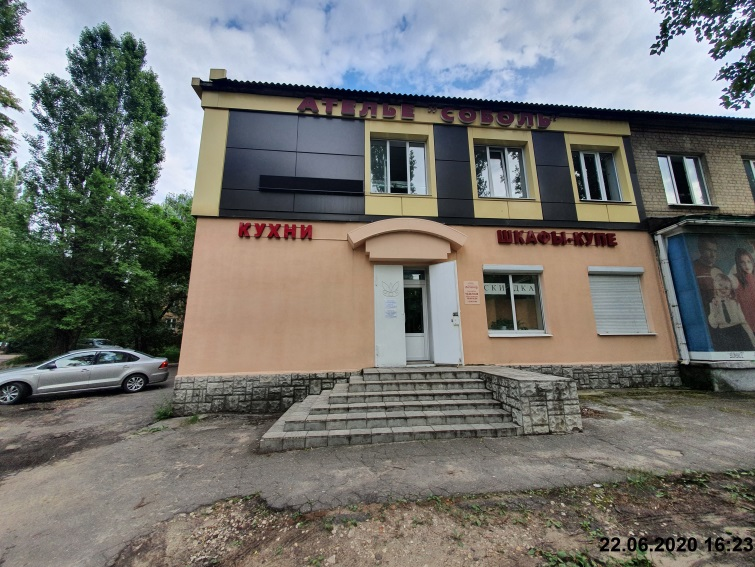 АТЕЛЬЕ "СОБОЛЬ"
КУХНИ
ШКАФЫ-КУПЕ
СКИДКА
22.06.2020 16:23